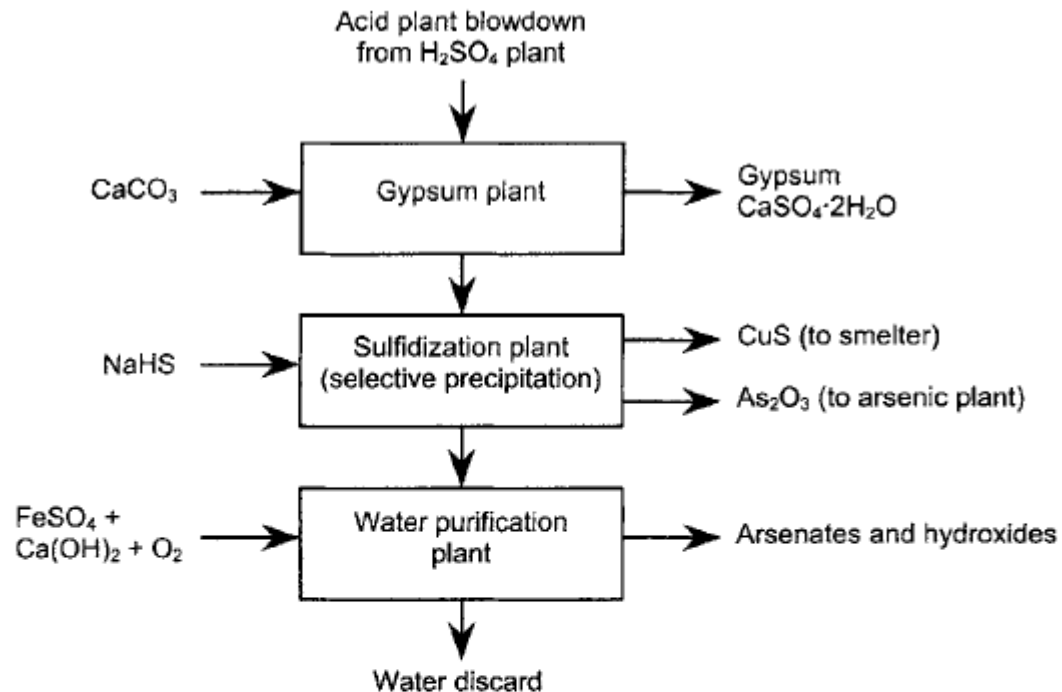 Acid plant blowdown
from H₂SO₄ plant
CaCO₃
Gypsum plant
Gypsum
CaSO₄·2H₂O
NaHS
Sulfidization plant
(selective precipitation)
CuS (to smelter)
As₂O₃ (to arsenic plant)
FeSO₄ +
Ca(OH)₂ + O₂
Water purification
plant
Arsenates and hydroxides
Water discard